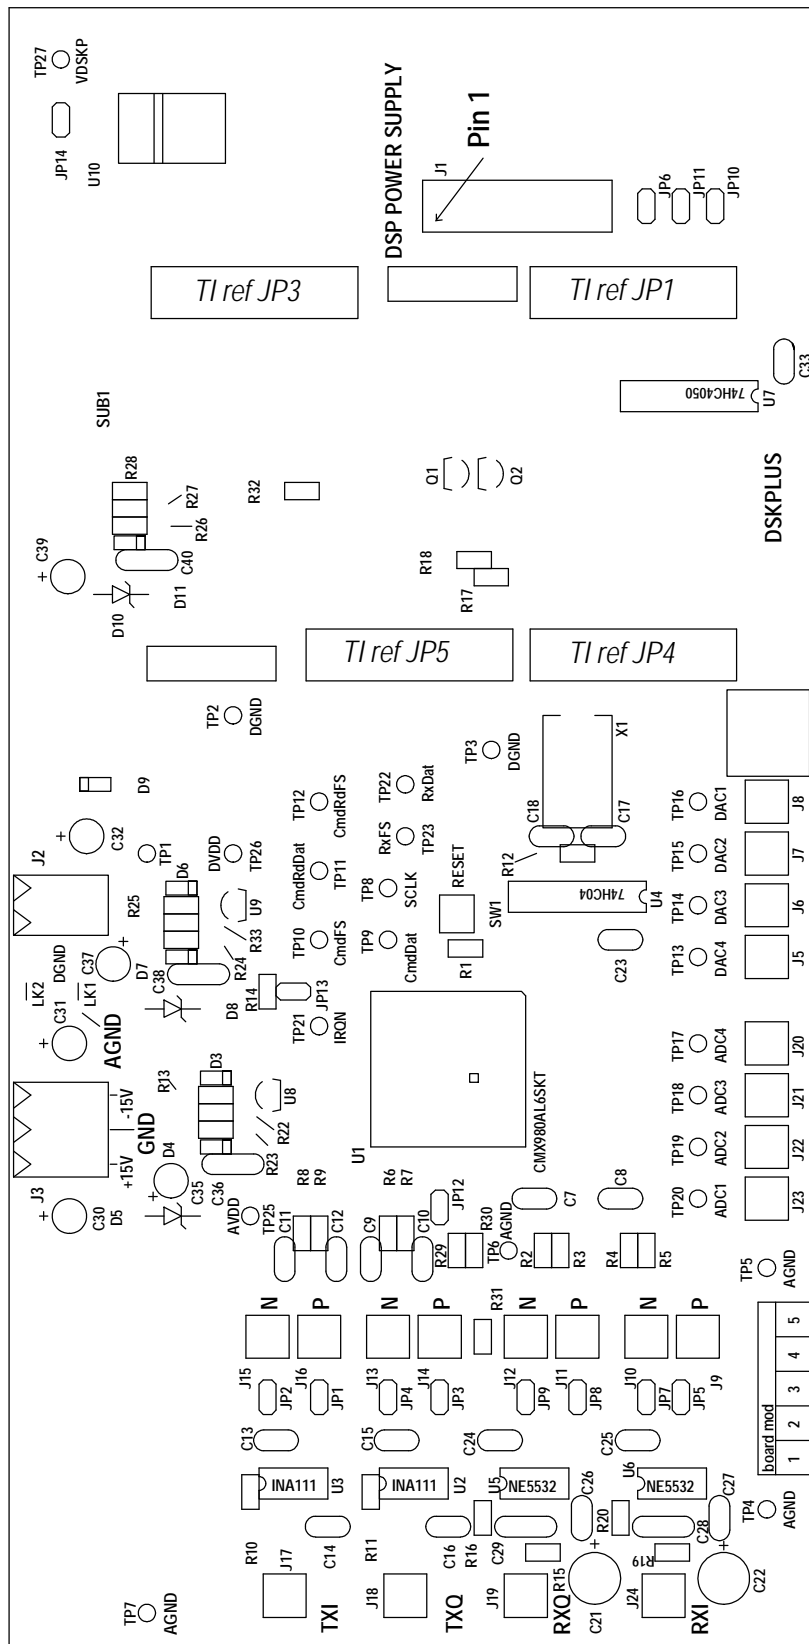 TP27
VDSKP
JP14
U10
DSP POWER SUPPLY
J1
Pin 1
JP6
JP11
JP10
TI ref JP3
TI ref JP1
C33
74HC4050
U7
SUB1
R28
R27
R26
R32
Q1
Q2
DSKPLUS
+
C39
C40
D10
D11
R18
R17
TI ref JP5
TI ref JP4
TP2
DGND
TP3
DGND
X1
D9
J2
+
C32
TP1
DVDD
TP26
TP12
CmdRdFS
TP22
RxDat
RxFS
TP23
C18
C17
R12
TP16
DAC1
J8
TP15
DAC2
J7
R25
D6
U9
R33
R24
CmdRdDat
TP11
TP8
SCLK
RESET
SW1
74HC04
U4
TP14
DAC3
J6
DGND
C37
+
D7
C38
TP10
CmdFS
TP9
CmdDat
R1
C23
TP13
DAC4
J5
LK2
LK1
+
C31
AGND
D8
R14
JP13
TP21
IRQN
TP17
ADC4
J20
-15V
GND
+15V
J3
R13
D3
U8
R22
R23
U1
CMX980AL6SKT
TP18
ADC3
J21
TP19
ADC2
J22
TP20
ADC1
J23
+
C30
D5
D4
+
C35
C36
AVDD
TP25
R8
R9
C11
C12
R6
R7
C9
C10
JP12
R30
R29
AGND
TP6
C7
R2
R3
C8
R4
R5
TP5
AGND
N
P
N
P
R31
N
P
N
P
J15
J16
J13
J14
J12
J11
J10
J9
JP2
JP1
JP4
JP3
JP9
JP8
JP7
JP5
board mod
1
2
3
4
5
C13
C15
C24
C25
INA111
U3
INA111
U2
U5
NE5532
U6
NE5532
C26
C27
R10
C14
R11
C16
R16
C29
R20
C28
TP4
AGND
J17
J18
J19
R15
J24
R19
+
C21
+
C22
TP7
AGND
TXI
TXQ
RXQ
RXI